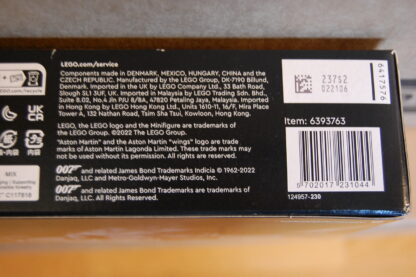 LEGO.com/service
Components made in DENMARK, MEXICO, HUNGARY, CHINA and the
CZECH REPUBLIC. Manufactured by the LEGO Group, DK-7190 Billund,
Denmark. Imported in the UK by LEGO Company Ltd., 33 Bath Road,
Slough SL1 3UF, UK. Imported in Malaysia by LEGO Trading Sdn. Bhd.,
Suite 8.02, No.4 Jln P/U 8/8A, 47820 Petaling Jaya, Malaysia. Imported
in Hong Kong by LEGO Hong Kong Ltd., Units 1610-11, 16/F, Mira Place
Tower A, 132 Nathan Road, Tsim Sha Tsui, Kowloon, Hong Kong.
LEGO, the LEGO logo and the Minifigure are trademarks of
the LEGO Group. ©2022 The LEGO Group.
"Aston Martin" and the Aston Martin "wings" logo are trade
marks of Aston Martin Lagonda Limited. These trade marks may
not be used without its permission. All rights are reserved.
007 and related James Bond Trademarks Indicia © 1962-2022
Danjaq, LLC and Metro-Goldwyn-Mayer Studios, Inc.
007 and related James Bond Trademarks are trademarks of
Danjaq, LLC. All Rights Reserved.
/recycle
UK
CA
内容
MIX
C117818
237S2
022106
6417576
Item: 6393763
5 702017 231044
124957-230